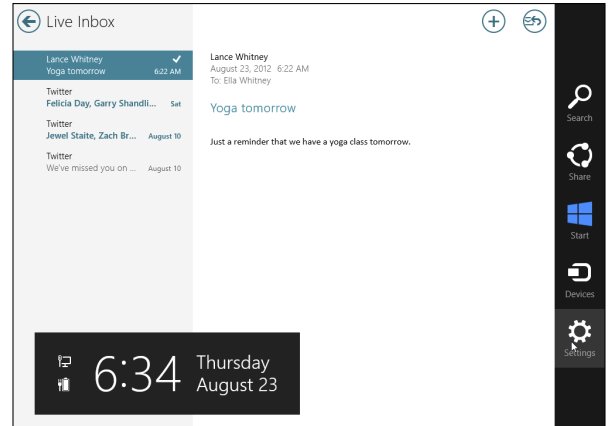 Live Inbox
Lance Whitney
Yoga tomorrow 6:22 AM
Twitter
Felicia Day, Garry Shandli... Sat
Twitter
Jewel Staite, Zach Br... August 10
Twitter
We've missed you on ... August 10
Lance Whitney
August 23, 2012 6:22 AM
To: Ella Whitney
Yoga tomorrow
Just a reminder that we have a yoga class tomorrow.
Search
Share
Start
Devices
Settings
6:34
Thursday
August 23